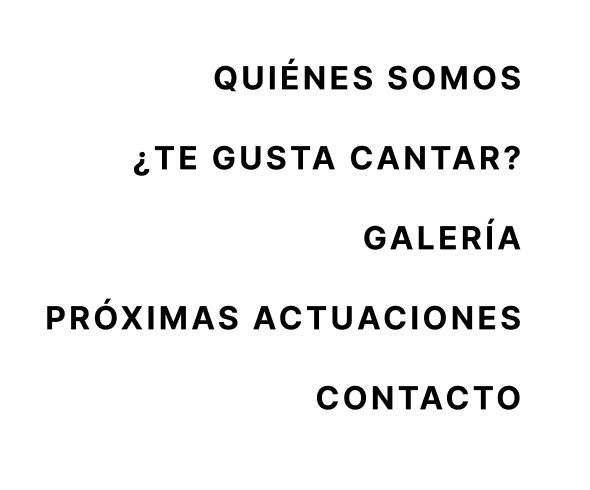 QUIÉNES SOMOS
¿TE GUSTA CANTAR?
GALERÍA
PRÓXIMAS ACTUACIONES
CONTACTO